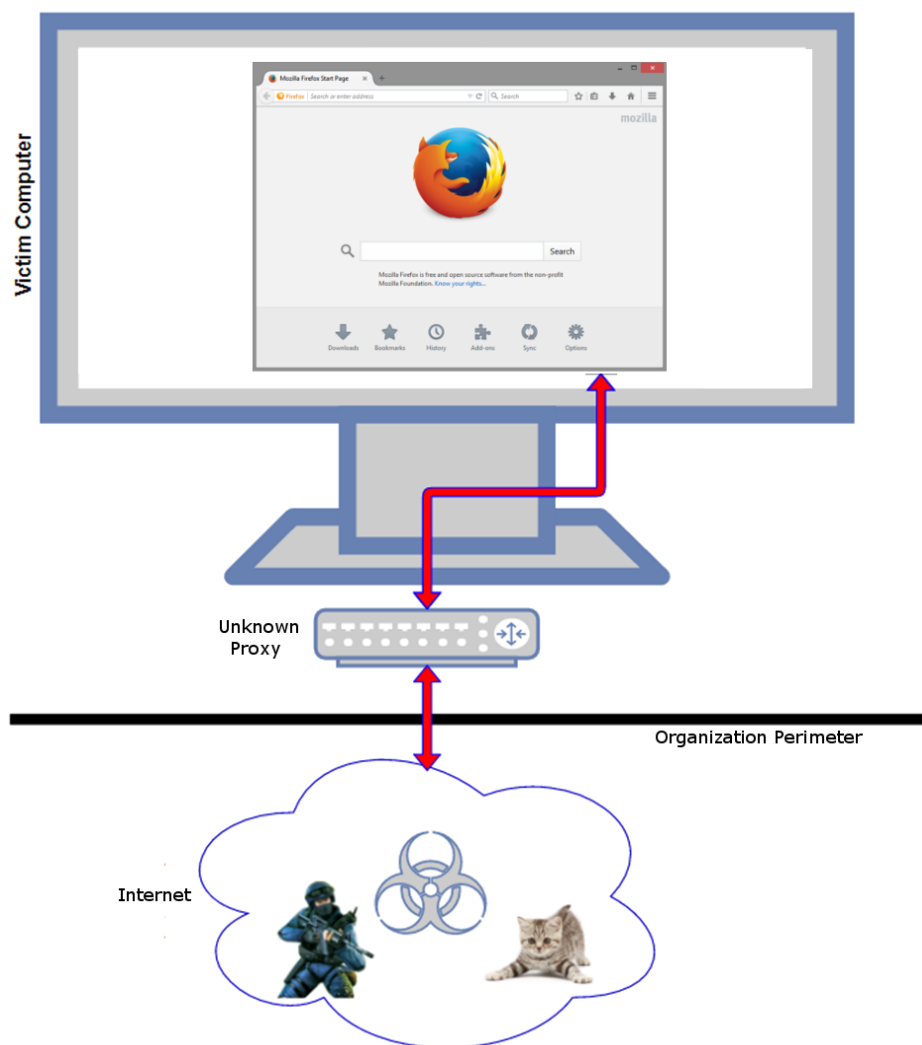 Victim Computer
Mozilla Firefox Start Page
Firefox
Search or enter address
Search
mozilla
Search
Mozilla Firefox is free and open source software from the non-profit
Mozilla Foundation. Know your rights...
Downloads
Bookmarks
History
Add-ons
Sync
Options
Unknown
Proxy
Organization Perimeter
Internet